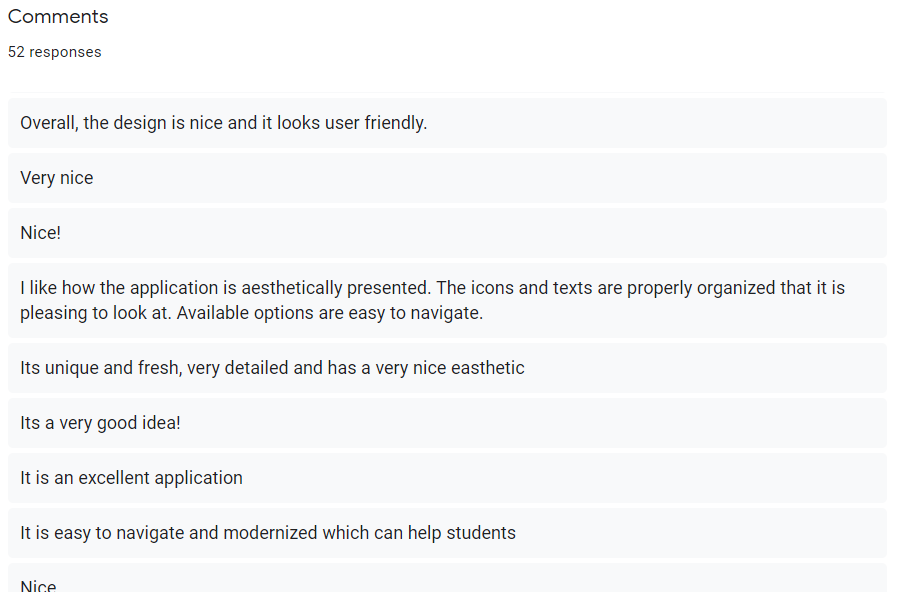 Comments
52 responses
Overall, the design is nice and it looks user friendly.
Very nice
Nice!
I like how the application is aesthetically presented. The icons and texts are properly organized that it is
pleasing to look at. Available options are easy to navigate.
Its unique and fresh, very detailed and has a very nice easthetic
Its a very good idea!
It is an excellent application
It is easy to navigate and modernized which can help students
Nice